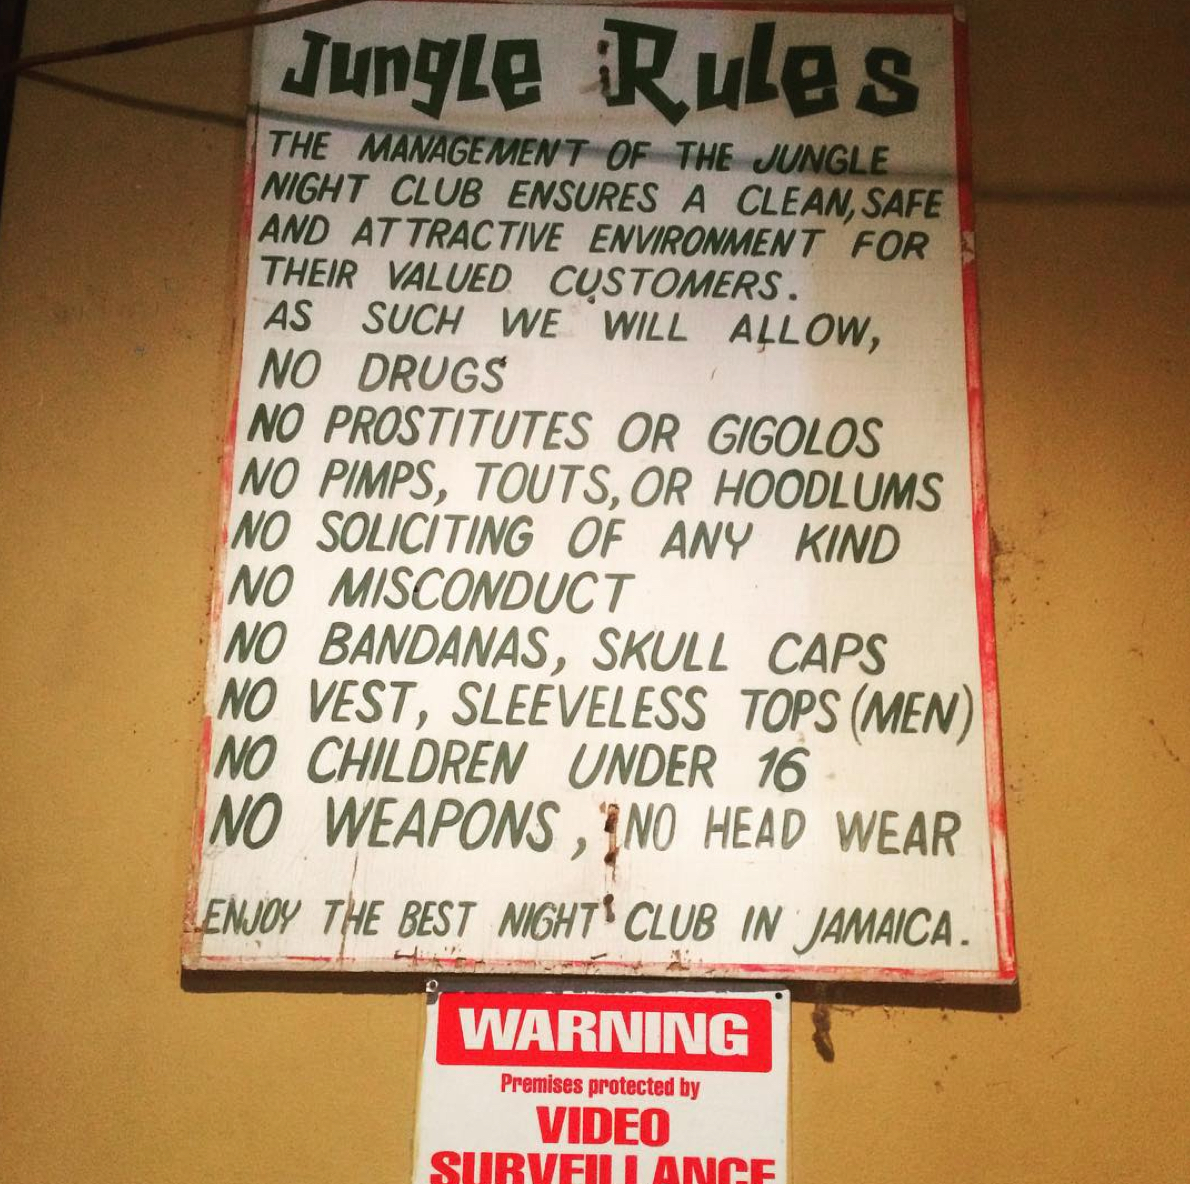 Jungle Rules
THE MANAGEMENT OF THE JUNGLE
NIGHT CLUB ENSURES A CLEAN, SAFE
AND ATTRACTIVE ENVIRONMENT FOR
THEIR VALUED CUSTOMERS.
AS SUCH WE WILL ALLOW,
NO DRUGS
NO PROSTITUTES OR GIGOLOS
NO PIMPS, TOUTS, OR HOODLUMS
NO SOLICITING OF ANY KIND
NO MISCONDUCT
NO BANDANAS, SKULL CAPS
NO VEST, SLEEVELESS TOPS (MEN)
NO CHILDREN UNDER 16
NO WEAPONS, NO HEAD WEAR
ENJOY THE BEST NIGHT CLUB IN JAMAICA.
WARNING
Premises protected by
VIDEO
SURVEILLANCE